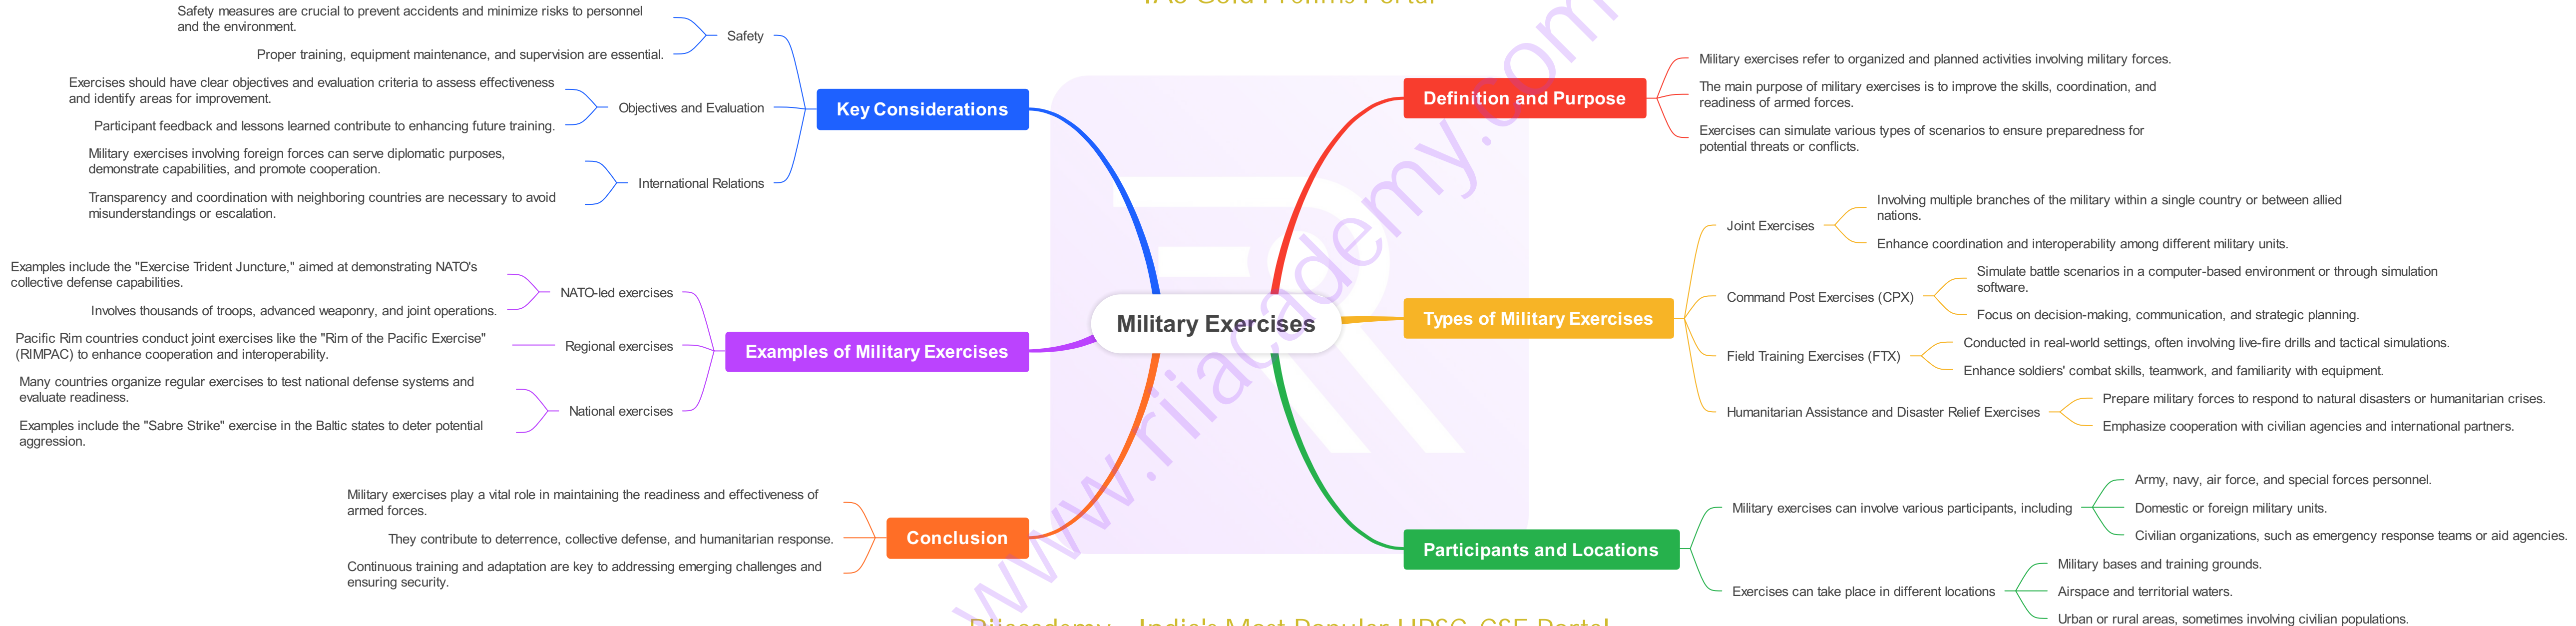 Military Exercises
Definition and Purpose
Military exercises refer to organized and planned activities involving military forces.
The main purpose of military exercises is to improve the skills, coordination, and
readiness of armed forces.
Exercises can simulate various types of scenarios to ensure preparedness for
potential threats or conflicts.
Types of Military Exercises
Joint Exercises
Involving multiple branches of the military within a single country or between allied
nations.
Enhance coordination and interoperability among different military units.
Command Post Exercises (CPX)
Simulate battle scenarios in a computer-based environment or through simulation
software.
Focus on decision-making, communication, and strategic planning.
Field Training Exercises (FTX)
Conducted in real-world settings, often involving live-fire drills and tactical simulations.
Enhance soldiers' combat skills, teamwork, and familiarity with equipment.
Humanitarian Assistance and Disaster Relief Exercises
Prepare military forces to respond to natural disasters or humanitarian crises.
Emphasize cooperation with civilian agencies and international partners.
Participants and Locations
Military exercises can involve various participants, including
Army, navy, air force, and special forces personnel.
Domestic or foreign military units.
Civilian organizations, such as emergency response teams or aid agencies.
Exercises can take place in different locations
Military bases and training grounds.
Airspace and territorial waters.
Urban or rural areas, sometimes involving civilian populations.
Key Considerations
Safety
Safety measures are crucial to prevent accidents and minimize risks to personnel
and the environment.
Proper training, equipment maintenance, and supervision are essential.
Objectives and Evaluation
Exercises should have clear objectives and evaluation criteria to assess effectiveness
and identify areas for improvement.
Participant feedback and lessons learned contribute to enhancing future training.
International Relations
Military exercises involving foreign forces can serve diplomatic purposes,
demonstrate capabilities, and promote cooperation.
Transparency and coordination with neighboring countries are necessary to avoid
misunderstandings or escalation.
Examples of Military Exercises
NATO-led exercises
Examples include the "Exercise Trident Juncture," aimed at demonstrating NATO's
collective defense capabilities.
Involves thousands of troops, advanced weaponry, and joint operations.
Regional exercises
Pacific Rim countries conduct joint exercises like the "Rim of the Pacific Exercise"
(RIMPAC) to enhance cooperation and interoperability.
National exercises
Many countries organize regular exercises to test national defense systems and
evaluate readiness.
Examples include the "Sabre Strike" exercise in the Baltic states to deter potential
aggression.
Conclusion
Military exercises play a vital role in maintaining the readiness and effectiveness of
armed forces.
They contribute to deterrence, collective defense, and humanitarian response.
Continuous training and adaptation are key to addressing emerging challenges and
ensuring security.
www.riiacademy.com
Riiacademy - India's Most Popular UPSC-CSE Portal